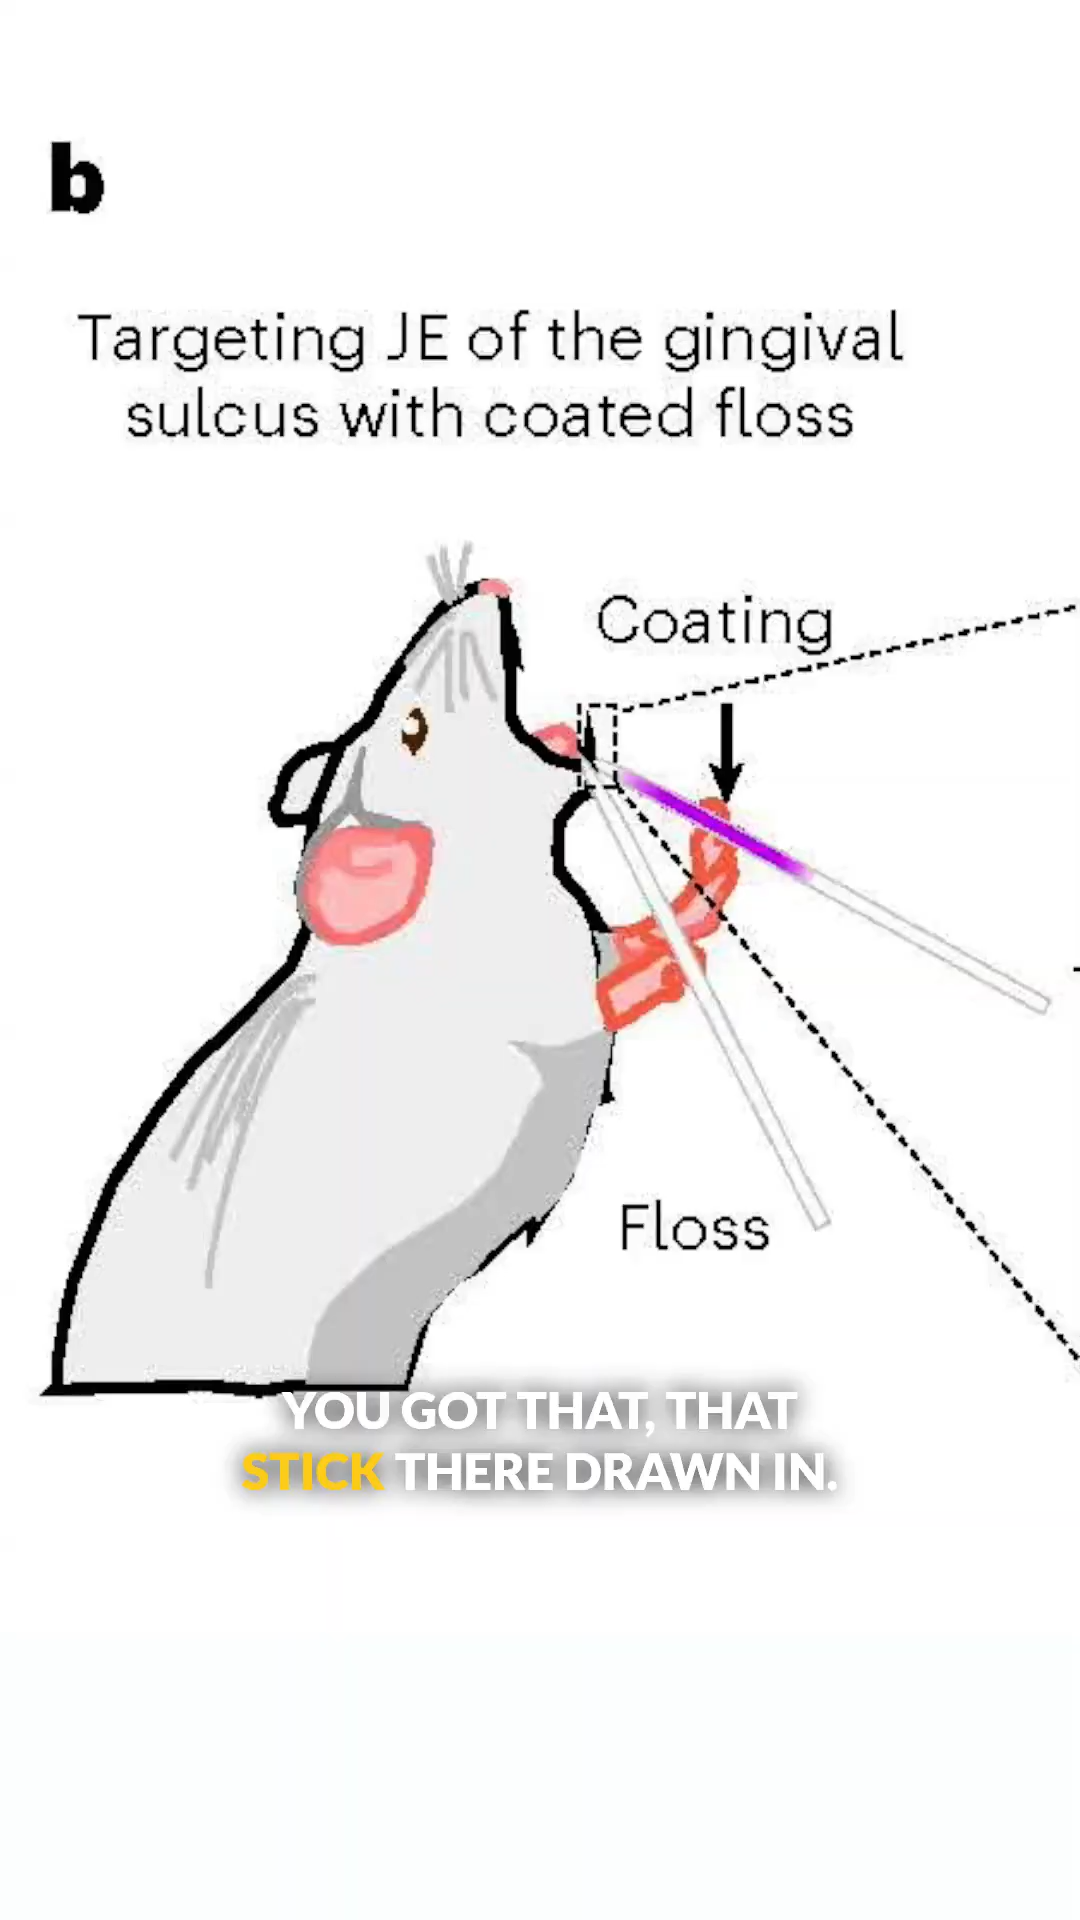 b
Targeting JE of the gingival
sulcus with coated floss
Coating
Floss
YOU GOT THAT, THAT
STICK THERE DRAWN IN.